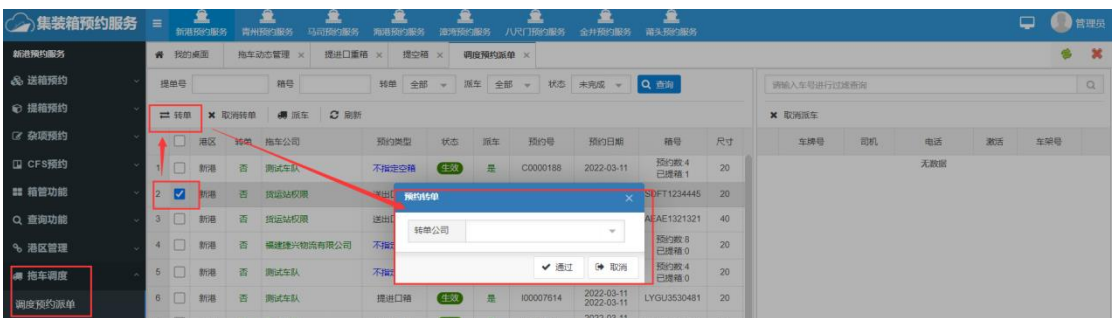 集装箱预约服务
新港预约服务 青州预约服务 马司预约服务 海港预约服务 漳湾预约服务 八尺门预约服务 金井预约服务 霞头预约服务
管理员
新港预约服务
我的桌面 拖车动态管理 × 提进口重箱 × 提空箱 × 调度预约派单 ×
送箱预约
提箱预约
杂项预约
CFS预约
箱管功能
查询功能
港区管理
拖车调度
调度预约派单
提单号 箱号 转单 全部 派车 全部 状态 未完成 查询
请输入车号进行过滤查询
转单 取消转单 派车 刷新
取消派车
港区 转单 拖车公司 预约类型 状态 派车 预约号 预约日期 箱号 尺寸
车牌号 司机 电话 激活 车架号
无数据
1 新港 否 测试车队 不指定空箱 生效 是 C0000188 2022-03-11 预约数:4 已提箱:1 20
2 新港 否 货运站权限 SDFT1234445 20
3 新港 否 货运站权限 AEAE1321321 40
4 新港 否 福建捷兴物流有限公司 预约数:8 已提箱:0 20
5 新港 否 测试车队 预约数:4 已提箱:0 20
6 新港 否 测试车队 提进口箱 生效 是 I00007614 2022-03-11 2022-03-11 LYGU3530481 20
预约转单 ×
转单公司
通过 取消